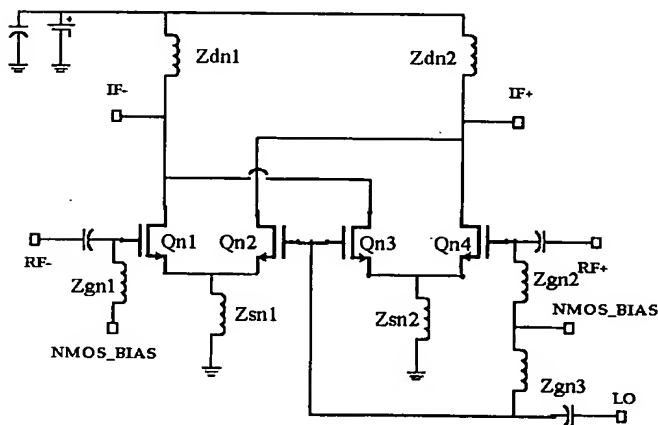 Zdn1
Zdn2
IF-
IF+
Qn1
Qn2
Qn3
Qn4
RF-
RF+
Zgn1
Zgn2
Zsn1
Zsn2
NMOS_BIAS
NMOS_BIAS
Zgn3
LO